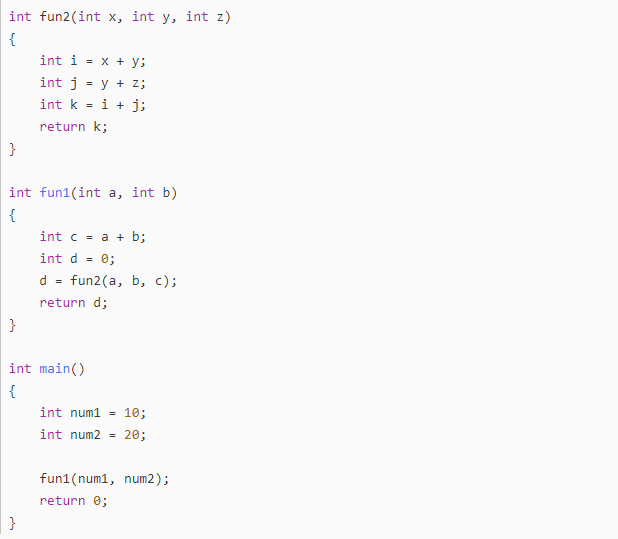 int fun2(int x, int y, int z)
{
    int i = x + y;
    int j = y + z;
    int k = i + j;
    return k;
}

int fun1(int a, int b)
{
    int c = a + b;
    int d = 0;
    d = fun2(a, b, c);
    return d;
}

int main()
{
    int num1 = 10;
    int num2 = 20;

    fun1(num1, num2);
    return 0;
}